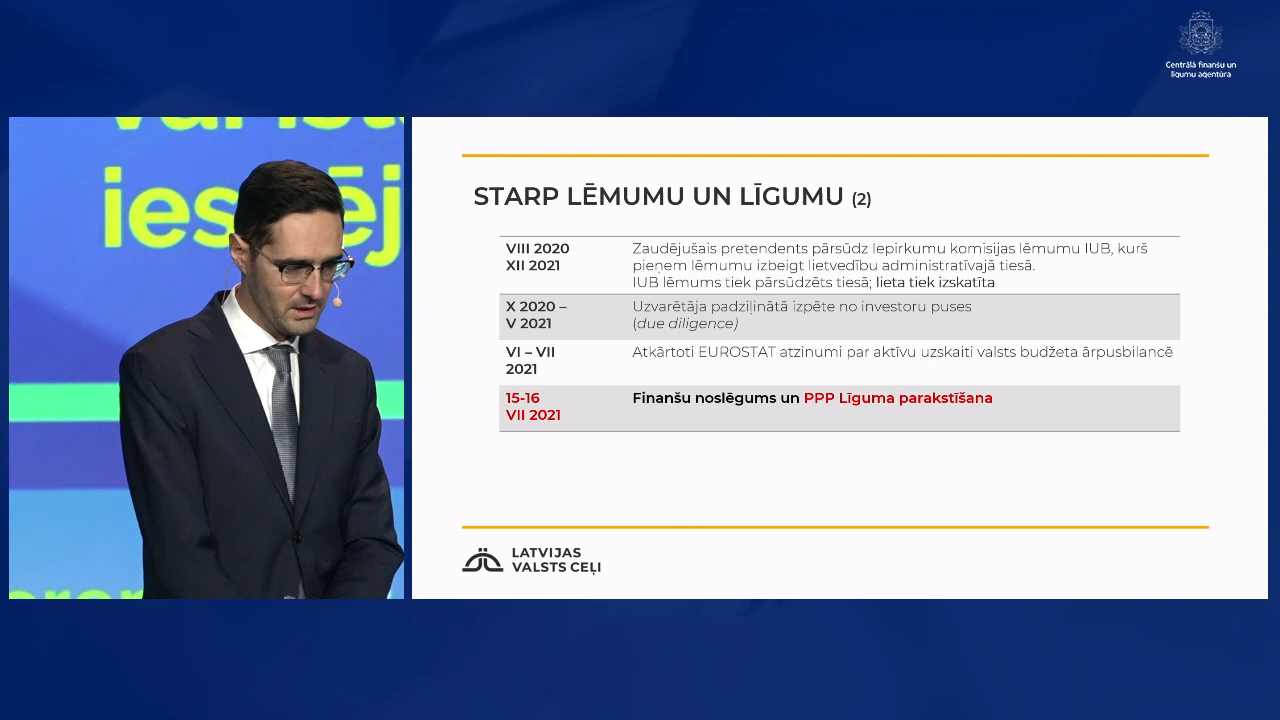 Centrālā finanšu un
līgumu aģentūra
STARP LĒMUMU UN LĪGUMU (2)
VIII 2020
XII 2021
Zaudējušais pretendents pārsūdz Iepirkumu komisijas lēmumu IUB, kurš
pieņem lēmumu izbeigt lietvedību administratīvajā tiesā.
IUB lēmums tiek pārsūdzēts tiesā; lieta tiek izskatīta
X 2020 –
V 2021
Uzvarētāja padziļinātā izpēte no investoru puses
(due diligence)
VI – VII
2021
Atkārtoti EUROSTAT atzinumi par aktīvu uzskaiti valsts budžeta ārpusbilancē
15-16
VII 2021
Finanšu noslēgums un PPP Līguma parakstīšana
LATVIJAS
VALSTS CEĻI